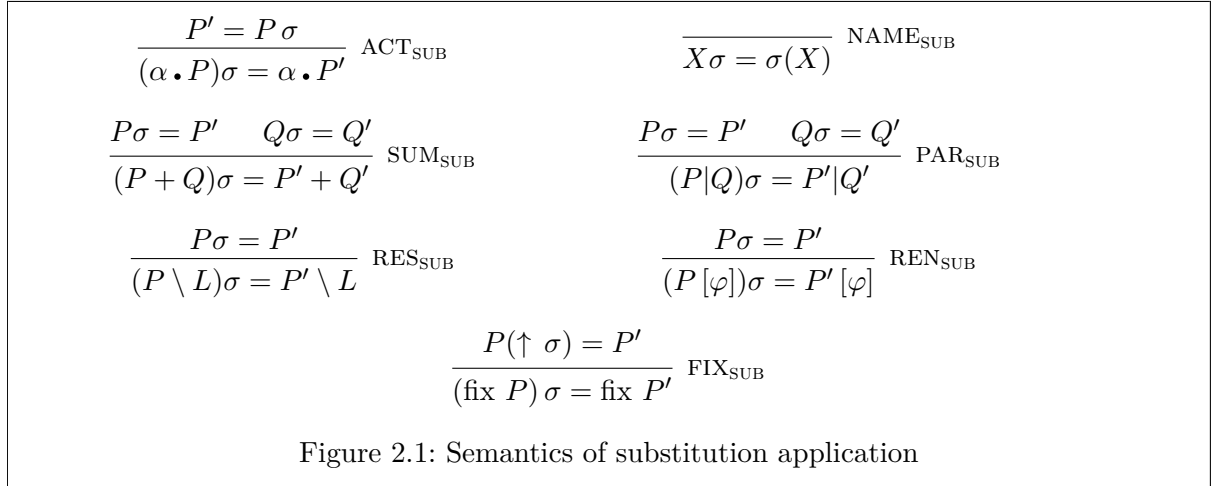 P′ = P σ
(α . P)σ = α . P′ ACT_SUB
Xσ = σ(X) NAME_SUB
Pσ = P′ Qσ = Q′
(P + Q)σ = P′ + Q′ SUM_SUB
Pσ = P′ Qσ = Q′
(P|Q)σ = P′|Q′ PAR_SUB
Pσ = P′
(P \ L)σ = P′ \ L RES_SUB
Pσ = P′
(P [φ])σ = P′ [φ] REN_SUB
P(↑ σ) = P′
(fix P) σ = fix P′ FIX_SUB
Figure 2.1: Semantics of substitution application